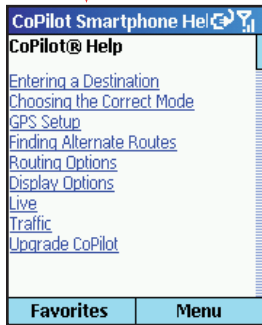 CoPilot Smartphone Hel
CoPilot® Help
Entering a Destination
Choosing the Correct Mode
GPS Setup
Finding Alternate Routes
Routing Options
Display Options
Live
Traffic
Upgrade CoPilot
Favorites Menu